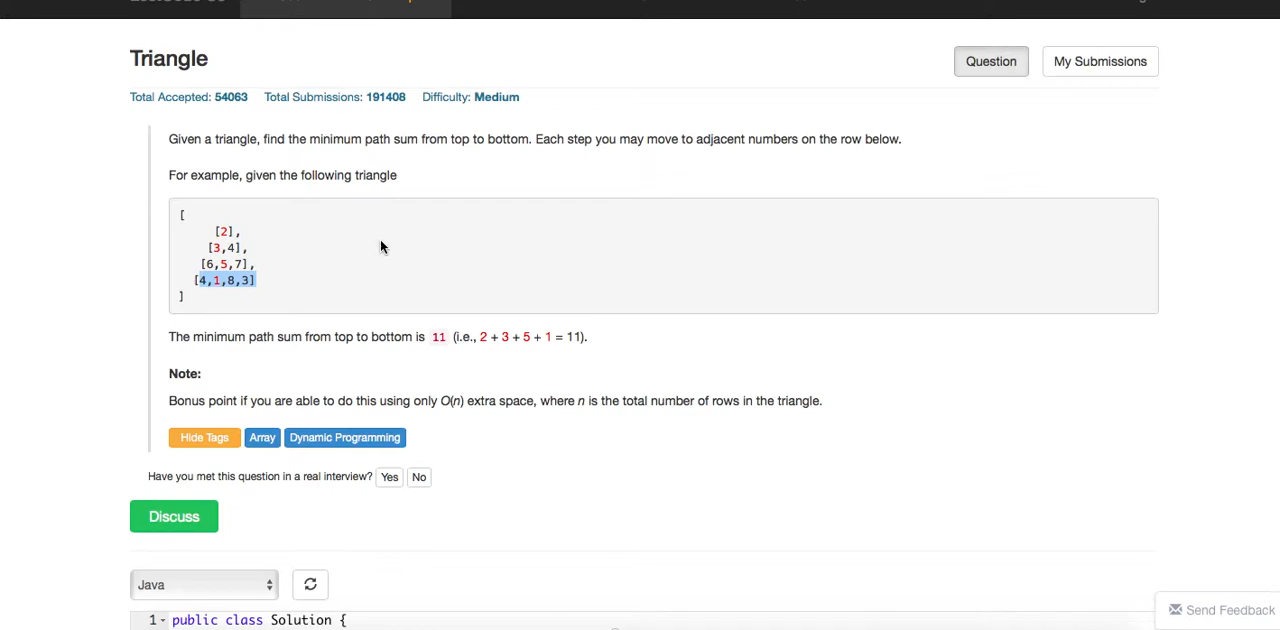 Triangle
Question
My Submissions
Total Accepted: 54063 Total Submissions: 191408 Difficulty: Medium
Given a triangle, find the minimum path sum from top to bottom. Each step you may move to adjacent numbers on the row below.
For example, given the following triangle
[
[2],
[3,4],
[6,5,7],
[4,1,8,3]
]
The minimum path sum from top to bottom is 11 (i.e., 2 + 3 + 5 + 1 = 11).
Note:
Bonus point if you are able to do this using only O(n) extra space, where n is the total number of rows in the triangle.
Hide Tags Array Dynamic Programming
Have you met this question in a real interview? Yes No
Discuss
Java
Send Feedback
1 public class Solution {